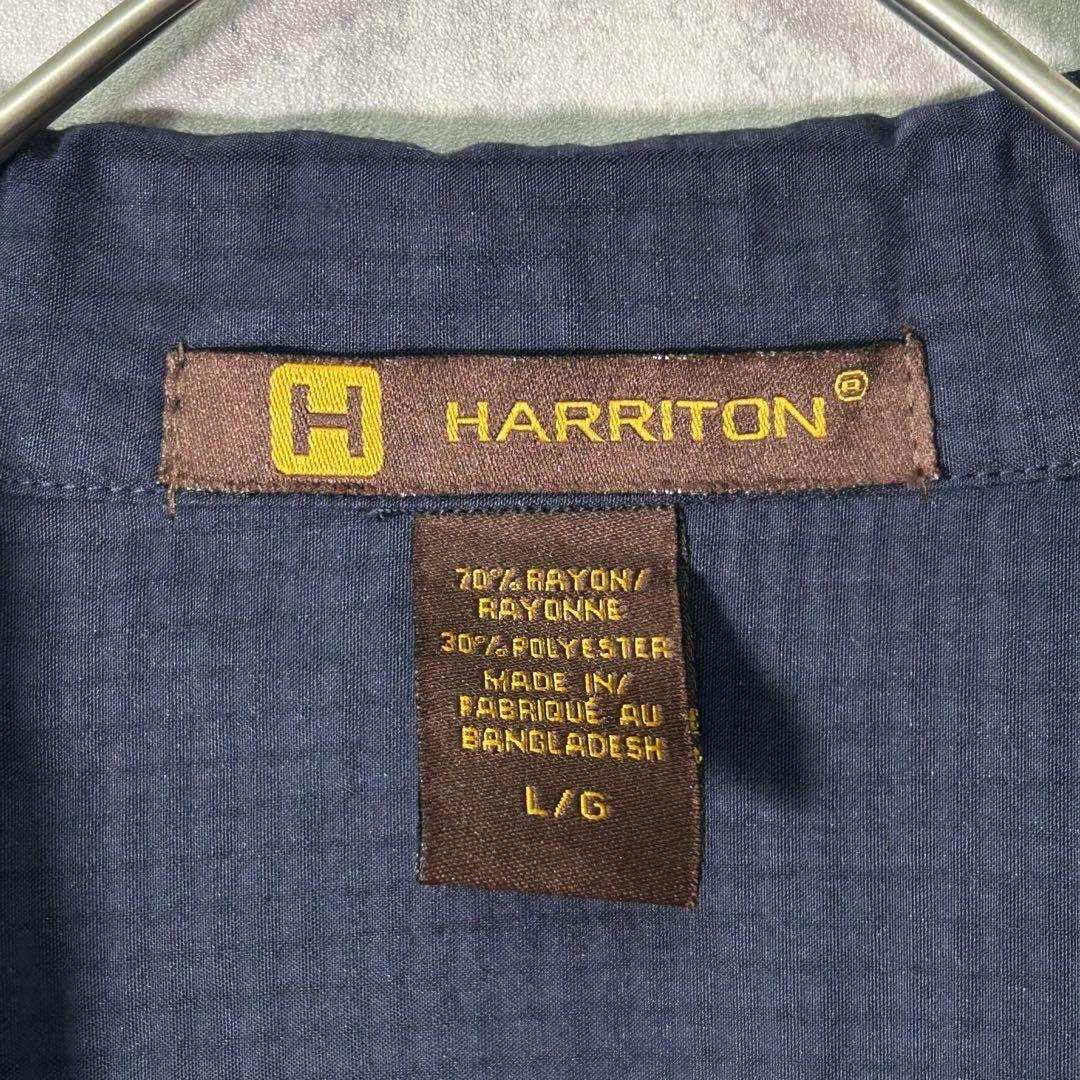 H HARRITON®
70% RAYON/
RAYONNE
30% POLYESTER
MADE IN/
FABRIQUÉ AU
BANGLADESH
L/G